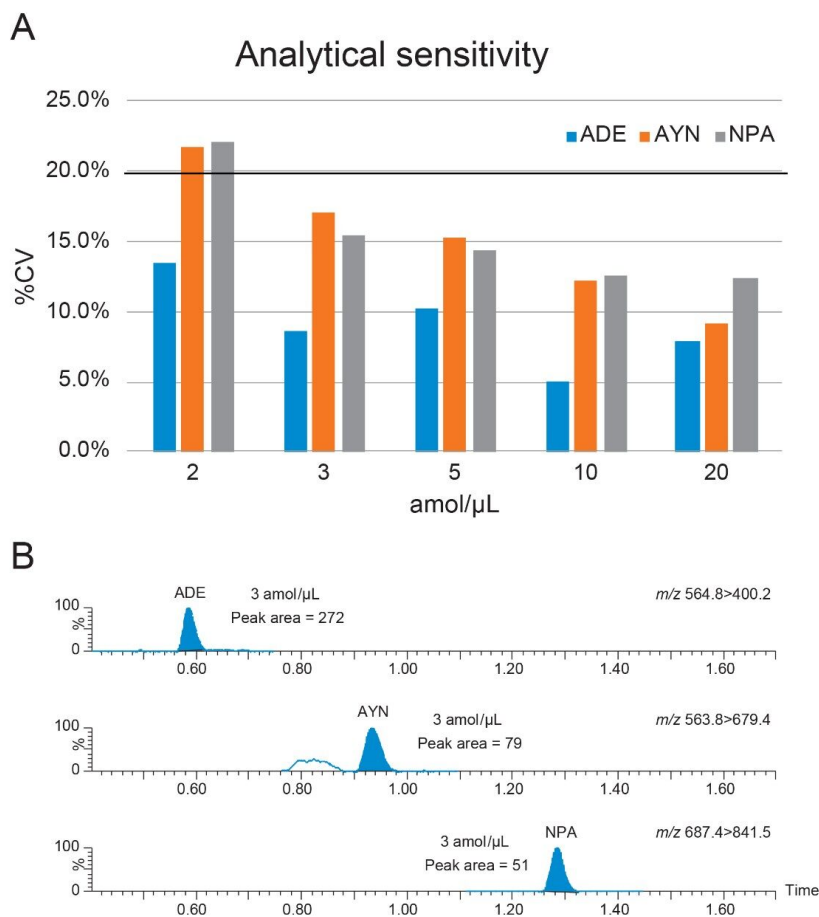 A
Analytical sensitivity
25.0%
20.0%
15.0%
10.0%
5.0%
0.0%
%CV
ADE AYN NPA
2 3 5 10 20
amol/µL
B
ADE
3 amol/µL
Peak area = 272
m/z 564.8>400.2
100
%
0
0.60 0.80 1.00 1.20 1.40 1.60
AYN
3 amol/µL
Peak area = 79
m/z 563.8>679.4
100
%
0
0.60 0.80 1.00 1.20 1.40 1.60
NPA
3 amol/µL
Peak area = 51
m/z 687.4>841.5
100
%
0
Time
0.60 0.80 1.00 1.20 1.40 1.60